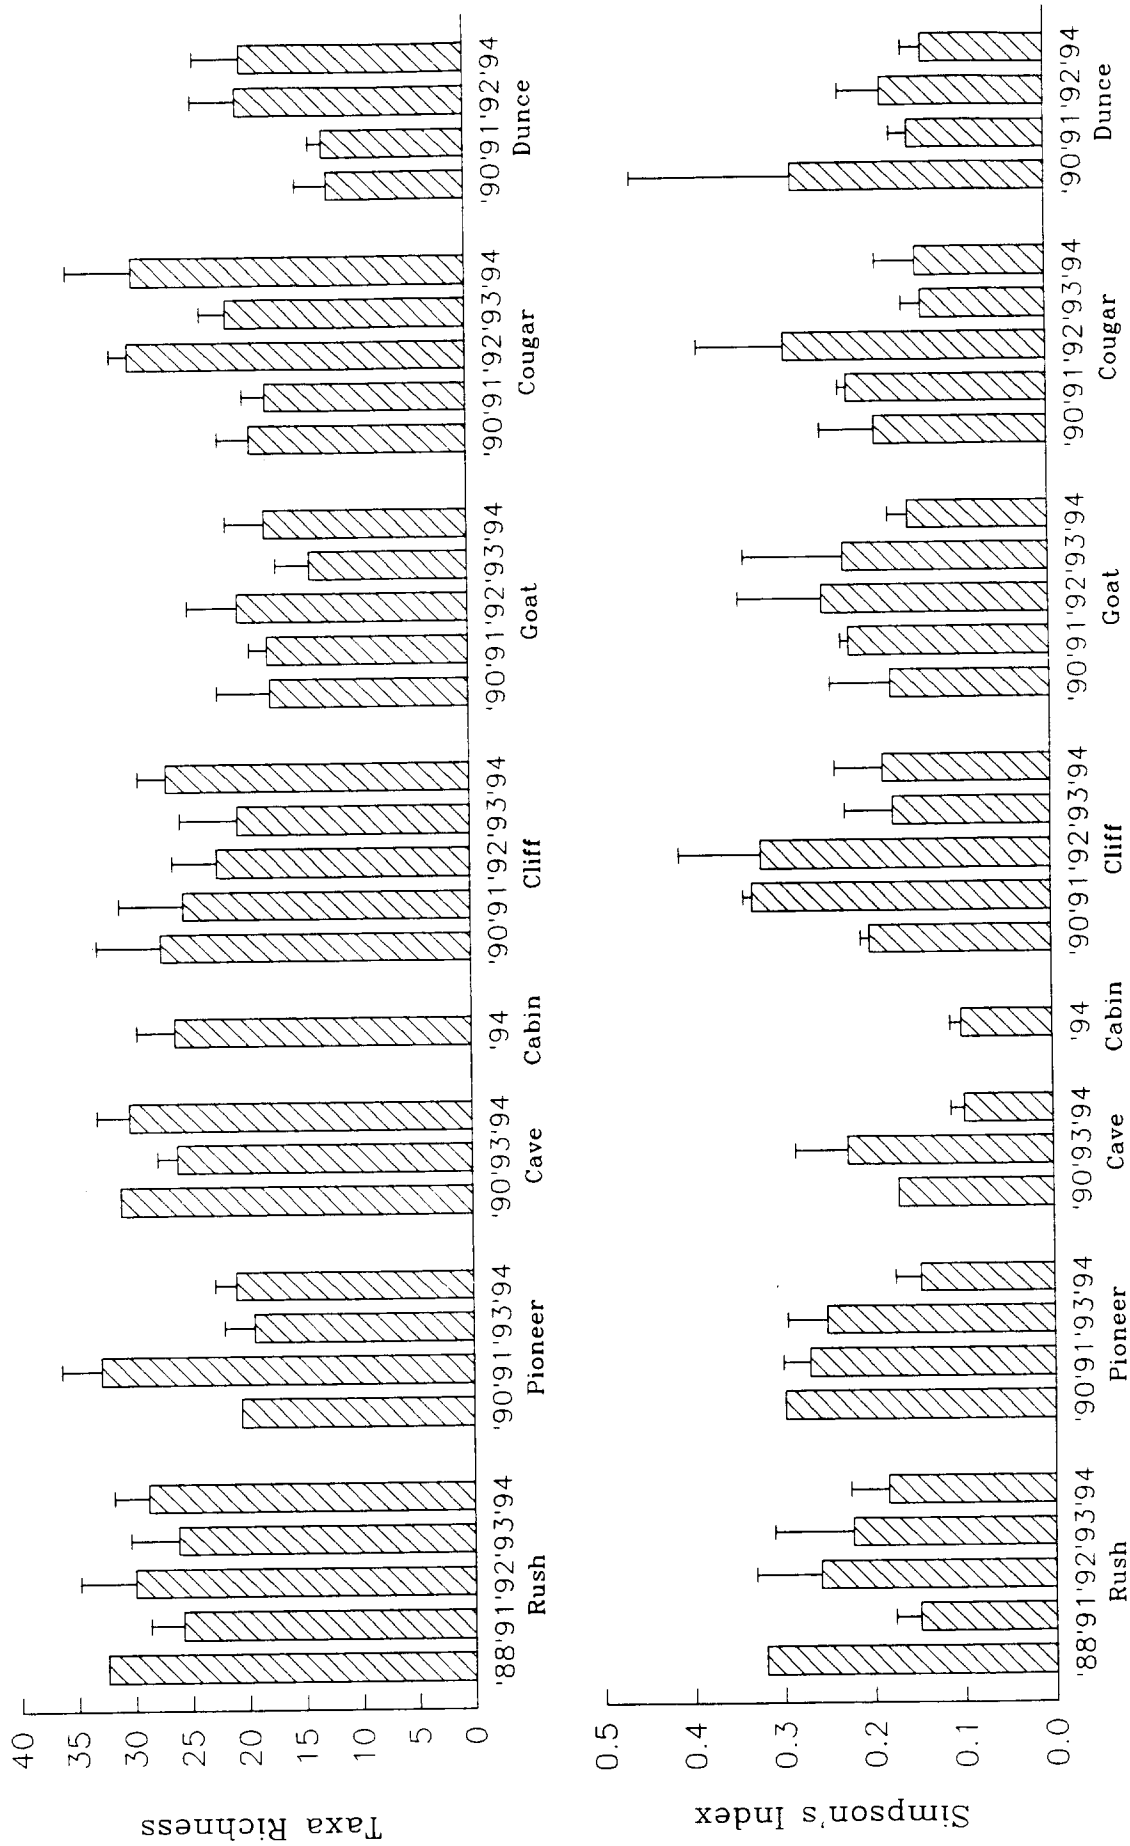 Taxa Richness
40
35
30
25
20
15
10
5
0
'88'91'92'93'94 '90'91'93'94 '90'93'94 '94 '90'91'92'93'94 '90'91'92'93'94 '90'91'92'93'94 '90'91'92'94
Rush Pioneer Cave Cabin Cliff Goat Cougar Dunce
Simpson's Index
0.5
0.3
0.2
0.1
0.0
'88'91'92'93'94 '90'91'93'94 '90'93'94 '94 '90'91'92'93'94 '90'91'92'93'94 '90'91'92'93'94 '90'91'92'94
Rush Pioneer Cave Cabin Cliff Goat Cougar Dunce